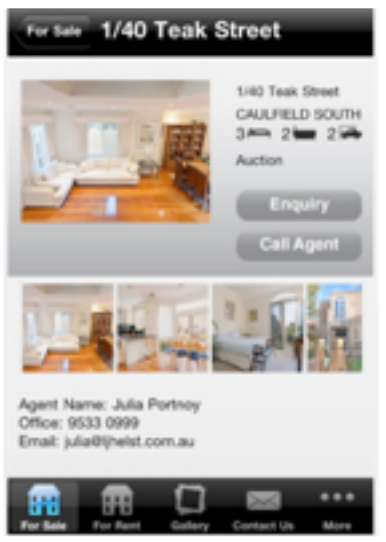 For Sale 1/40 Teak Street
1/40 Teak Street
CAULFIELD SOUTH
3 2 2
Auction
Enquiry
Call Agent
Agent Name: Julia Portnoy
Office: 9533 0999
Email: julia@ljhelst.com.au
For Sale For Rent Gallery Contact Us More